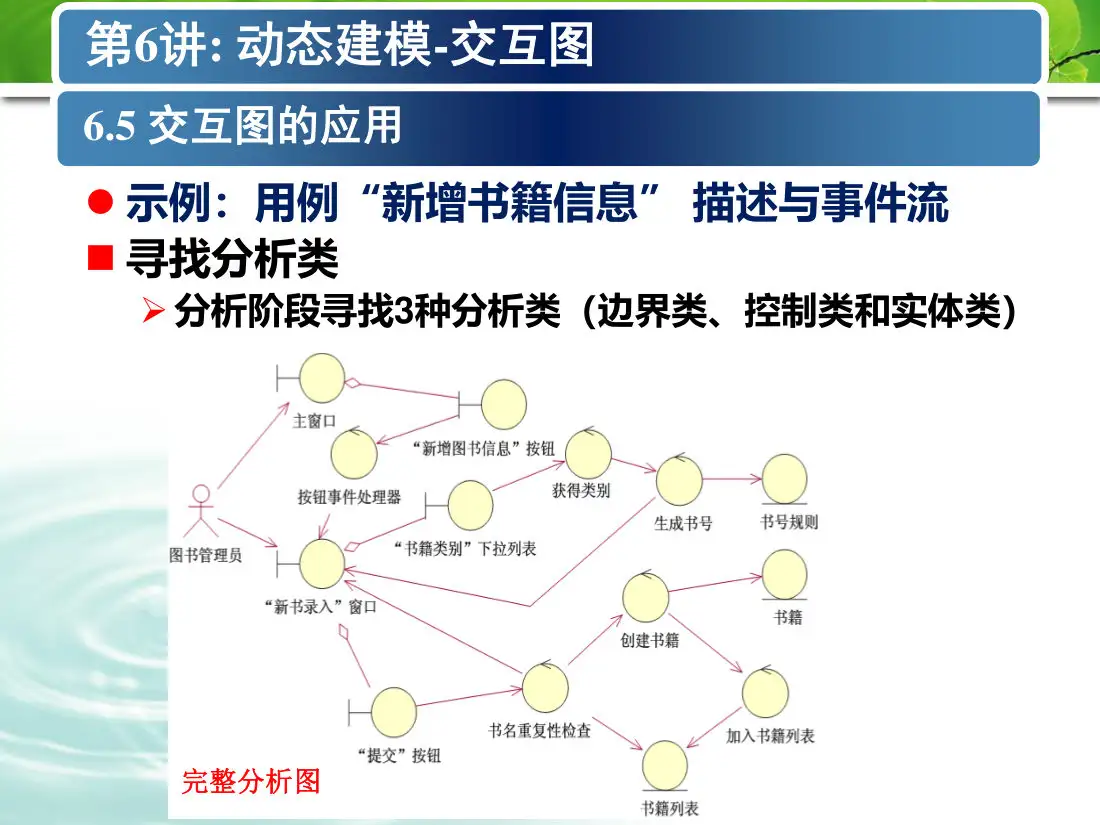 第6讲: 动态建模-交互图
6.5 交互图的应用
示例：用例“新增书籍信息” 描述与事件流
寻找分析类
分析阶段寻找3种分析类（边界类、控制类和实体类）
主窗口
“新增图书信息”按钮
按钮事件处理器
获得类别
生成书号
书号规则
图书管理员
“书籍类别”下拉列表
“新书录入”窗口
书籍
创建书籍
书名重复性检查
加入书籍列表
“提交”按钮
完整分析图
书籍列表